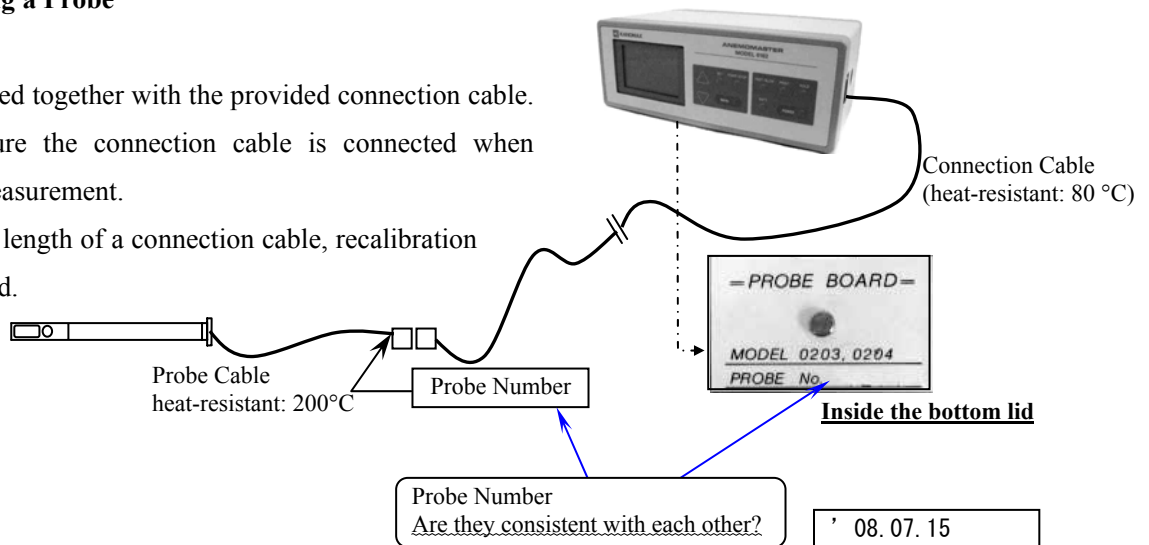 g a Probe
ed together with the provided connection cable.
ure the connection cable is connected when
easurement.
length of a connection cable, recalibration
d.
ANEMOMASTER
Connection Cable
(heat-resistant: 80 °C)
=PROBE BOARD=
MODEL 0203, 0204
PROBE No.
Inside the bottom lid
Probe Cable
heat-resistant: 200°C
Probe Number
Probe Number
Are they consistent with each other?
' 08.07.15